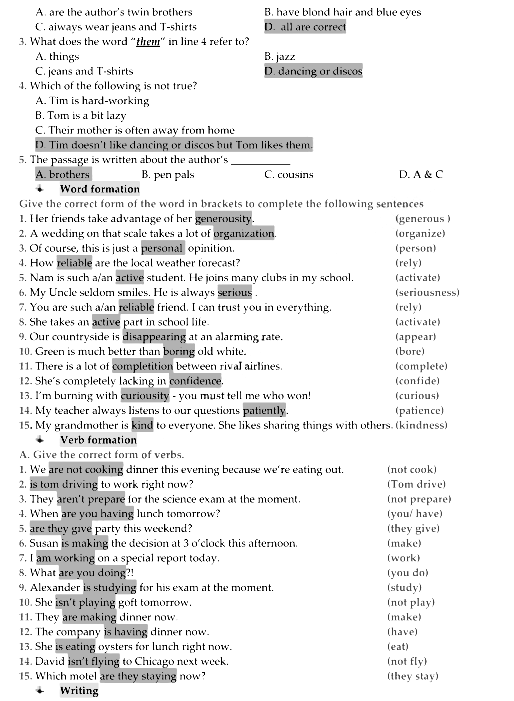 A. are the author's twin brothers B. have blond hair and blue eyes
C. aiways wear jeans and T-shirts D. all are correct
3. What does the word "them" in line 4 refer to?
A. things B. jazz
C. jeans and T-shirts D. dancing or discos
4. Which of the following is not true?
A. Tim is hard-working
B. Tom is a bit lazy
C. Their mother is often away from home
D. Tim doesn't like dancing or discos but Tom likes them.
5. The passage is written about the author's ___________
A. brothers B. pen pals C. cousins D. A & C
Word formation
Give the correct form of the word in brackets to complete the following sentences
1. Her friends take advantage of her generousity. (generous )
2. A wedding on that scale takes a lot of organization. (organize)
3. Of course, this is just a personal opinition. (person)
4. How reliable are the local weather forecast? (rely)
5. Nam is such a/an active student. He joins many clubs in my school. (activate)
6. My Uncle seldom smiles. He is always serious . (seriousness)
7. You are such a/an reliable friend. I can trust you in everything. (rely)
8. She takes an active part in school life. (activate)
9. Our countryside is disappearing at an alarming rate. (appear)
10. Green is much better than boring old white. (bore)
11. There is a lot of completition between rival airlines. (complete)
12. She's completely lacking in confidence. (confide)
13. I'm burning with curiousity - you must tell me who won! (curious)
14. My teacher always listens to our questions patiently. (patience)
15. My grandmother is kind to everyone. She likes sharing things with others. (kindness)
Verb formation
A. Give the correct form of verbs.
1. We are not cooking dinner this evening because we're eating out. (not cook)
2. is tom driving to work right now? (Tom drive)
3. They aren't prepare for the science exam at the moment. (not prepare)
4. When are you having lunch tomorrow? (you/ have)
5. are they give party this weekend? (they give)
6. Susan is making the decision at 3 o'clock this afternoon. (make)
7. I am working on a special report today. (work)
8. What are you doing?! (you do)
9. Alexander is studying for his exam at the moment. (study)
10. She isn't playing goft tomorrow. (not play)
11. They are making dinner now (make)
12. The company is having dinner now. (have)
13. She is eating oysters for lunch right now. (eat)
14. David isn't flying to Chicago next week. (not fly)
15. Which motel are they staying now? (they stay)
Writing